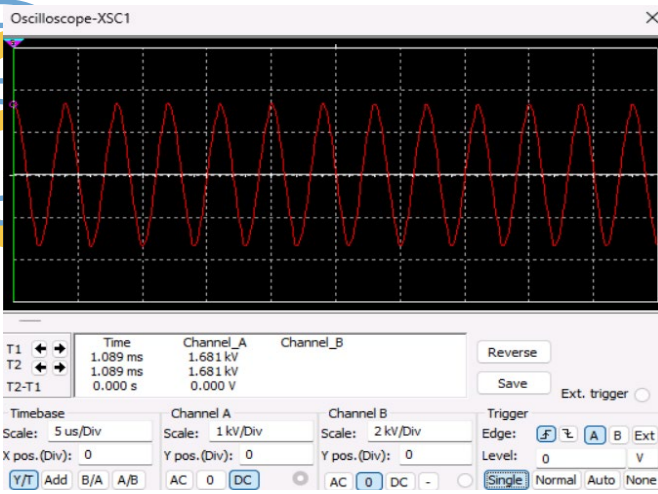 Oscilloscope-XSC1
Time Channel_A Channel_B
T1 1.089 ms 1.681 kV
T2 1.089 ms 1.681 kV
T2-T1 0.000 s 0.000 V
Reverse
Save
Ext. trigger
Timebase
Scale: 5 us/Div
X pos.(Div): 0
Y/T Add B/A A/B
Channel A
Scale: 1 kV/Div
Y pos.(Div): 0
AC 0 DC
Channel B
Scale: 2 kV/Div
Y pos.(Div): 0
AC 0 DC -
Trigger
Edge: A B Ext
Level: 0 V
Single Normal Auto None